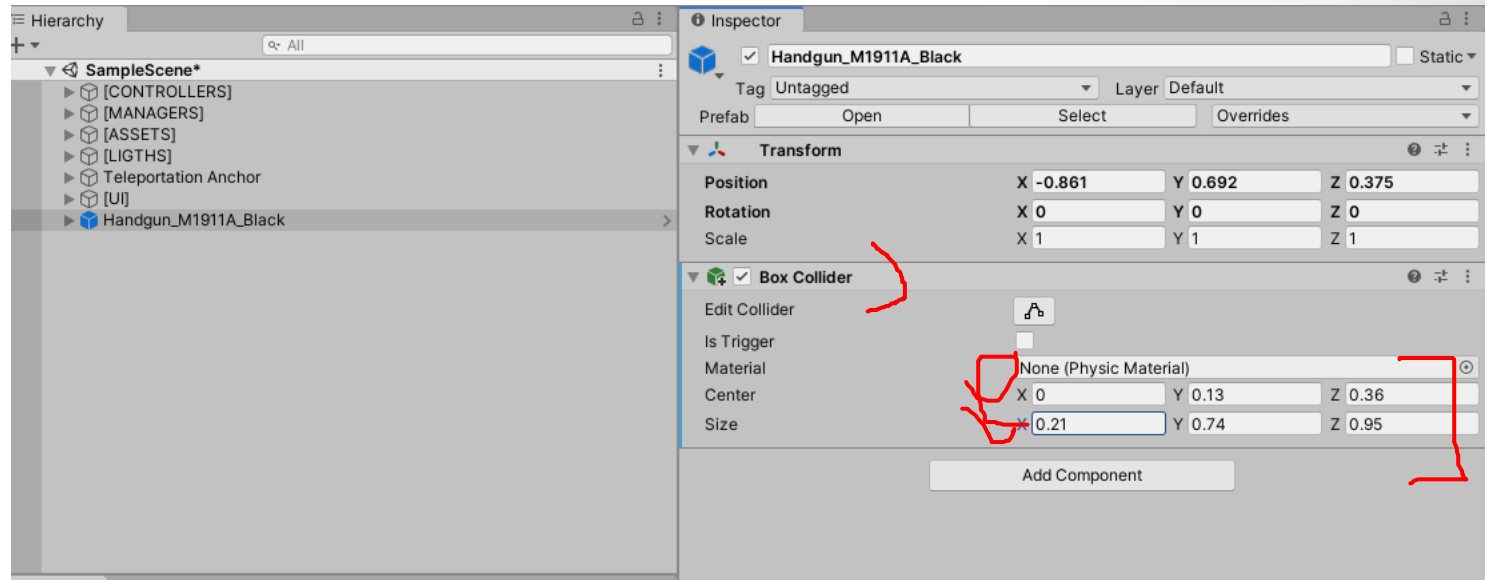 Hierarchy
All
SampleScene*
[CONTROLLERS]
[MANAGERS]
[ASSETS]
[LIGTHS]
Teleportation Anchor
[UI]
Handgun_M1911A_Black
Inspector
Handgun_M1911A_Black Static
Tag Untagged Layer Default
Prefab Open Select Overrides
Transform
Position X -0.861 Y 0.692 Z 0.375
Rotation X 0 Y 0 Z 0
Scale X 1 Y 1 Z 1
Box Collider
Edit Collider
Is Trigger
Material None (Physic Material)
Center X 0 Y 0.13 Z 0.36
Size X 0.21 Y 0.74 Z 0.95
Add Component